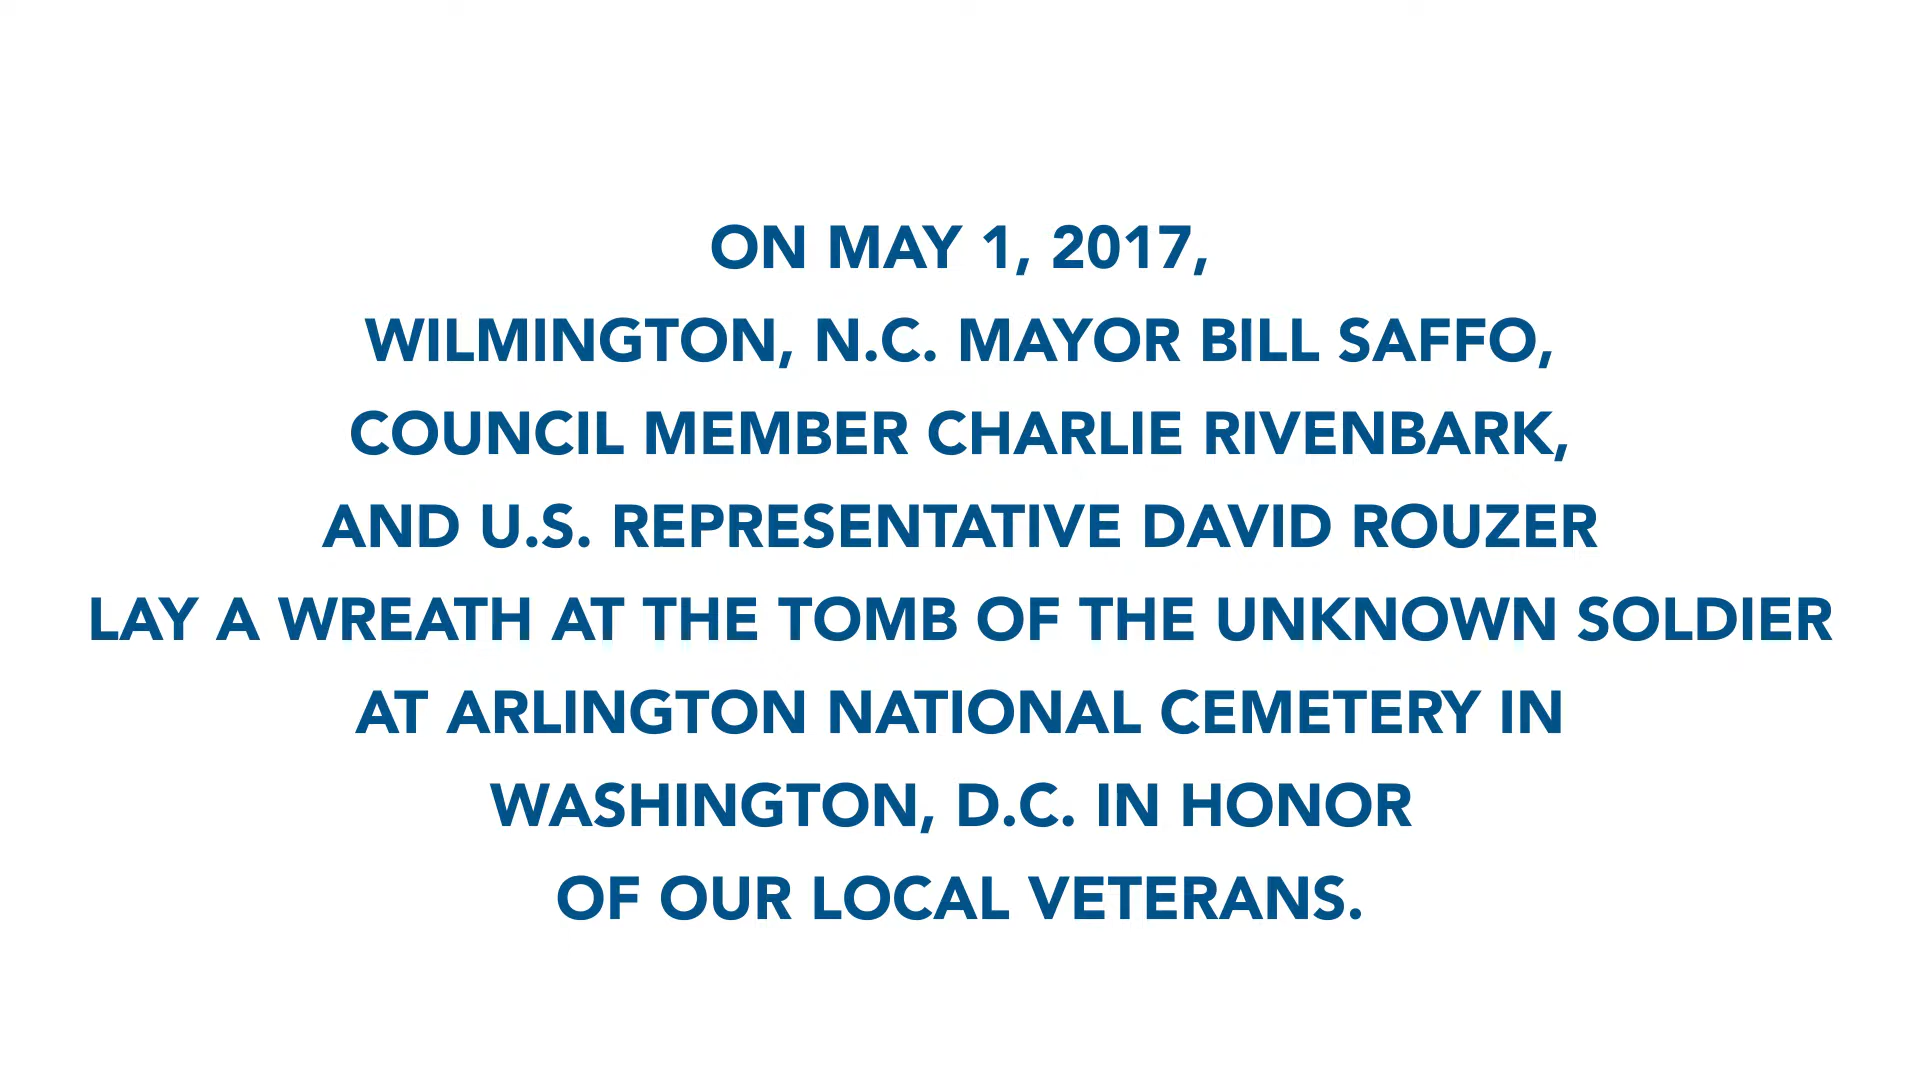 ON MAY 1, 2017,
WILMINGTON, N.C. MAYOR BILL SAFFO,
COUNCIL MEMBER CHARLIE RIVENBARK,
AND U.S. REPRESENTATIVE DAVID ROUZER
LAY A WREATH AT THE TOMB OF THE UNKNOWN SOLDIER
AT ARLINGTON NATIONAL CEMETERY IN
WASHINGTON, D.C. IN HONOR
OF OUR LOCAL VETERANS.